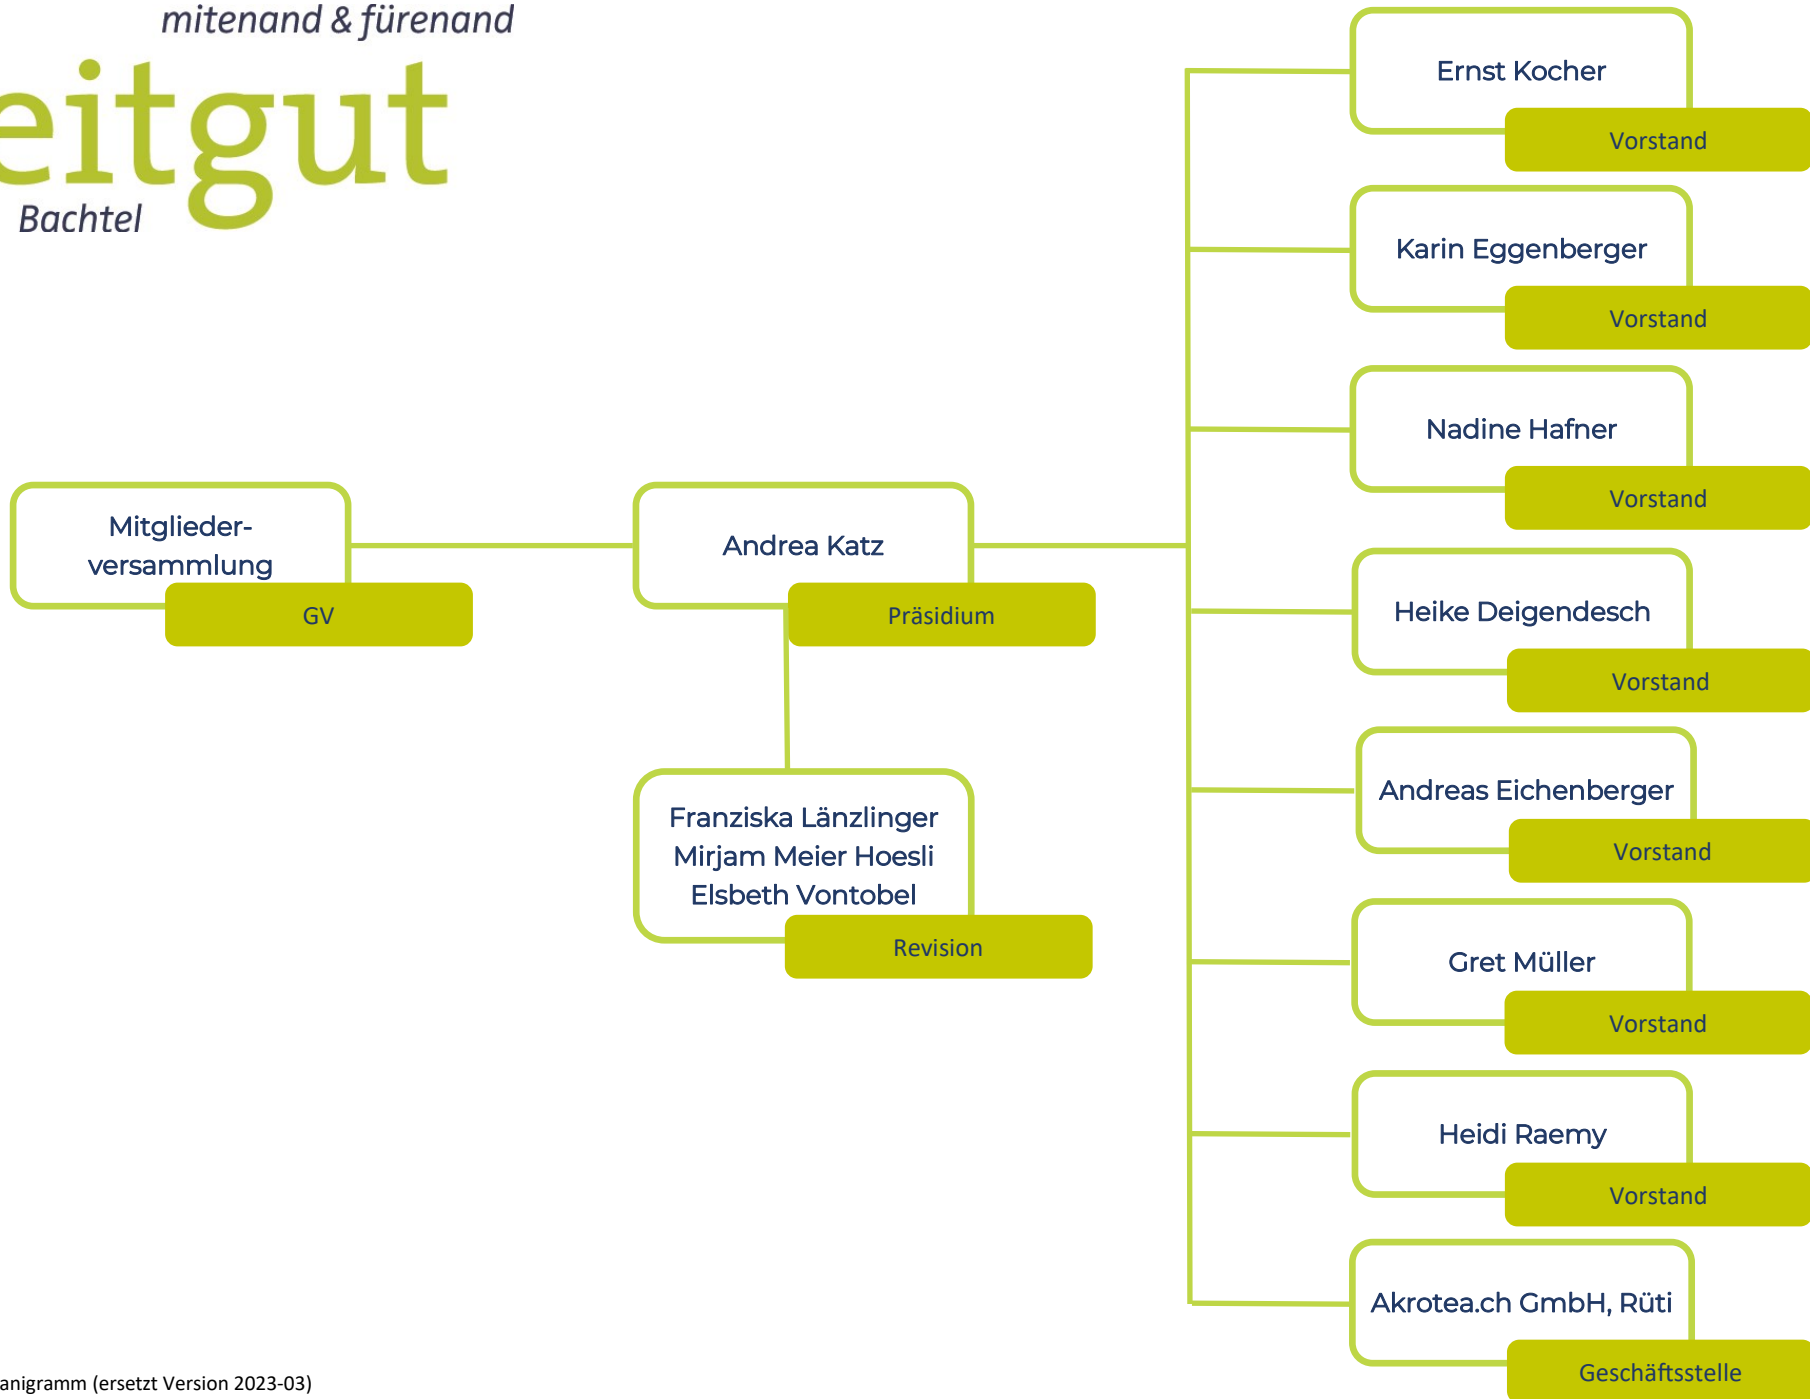 mitenand & fürenand
eitgut
Bachtel
Ernst Kocher
Vorstand
Karin Eggenberger
Vorstand
Nadine Hafner
Vorstand
Mitglieder-
versammlung
GV
Andrea Katz
Präsidium
Heike Deigendesch
Vorstand
Franziska Länzlinger
Mirjam Meier Hoesli
Elsbeth Vontobel
Revision
Andreas Eichenberger
Vorstand
Gret Müller
Vorstand
Heidi Raemy
Vorstand
Akrotea.ch GmbH, Rüti
Geschäftsstelle
anigramm (ersetzt Version 2023-03)